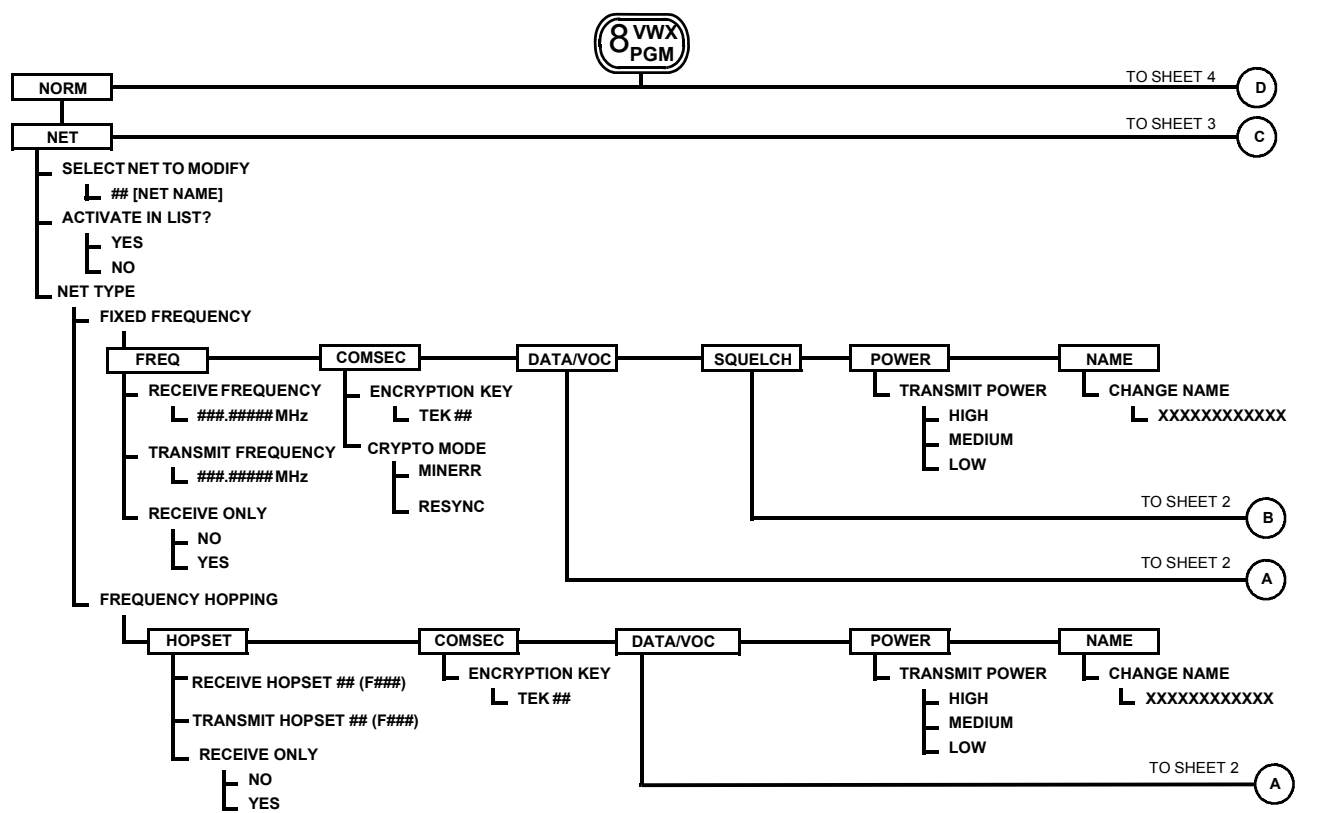 8 VWX
PGM
TO SHEET 4
NORM
D
TO SHEET 3
NET
C
SELECT NET TO MODIFY
## [NET NAME]
ACTIVATE IN LIST?
YES
NO
NET TYPE
FIXED FREQUENCY
FREQ COMSEC DATA/VOC SQUELCH POWER NAME
RECEIVE FREQUENCY ENCRYPTION KEY TRANSMIT POWER CHANGE NAME
###.##### MHz TEK ## HIGH XXXXXXXXXXXX
TRANSMIT FREQUENCY CRYPTO MODE MEDIUM
###.##### MHz MINERR LOW
RECEIVE ONLY RESYNC TO SHEET 2 B
NO
YES TO SHEET 2 A
FREQUENCY HOPPING
HOPSET COMSEC DATA/VOC POWER NAME
RECEIVE HOPSET ## (F###) ENCRYPTION KEY TRANSMIT POWER CHANGE NAME
TEK ## HIGH XXXXXXXXXXXX
TRANSMIT HOPSET ## (F###) MEDIUM
RECEIVE ONLY LOW
NO TO SHEET 2 A
YES